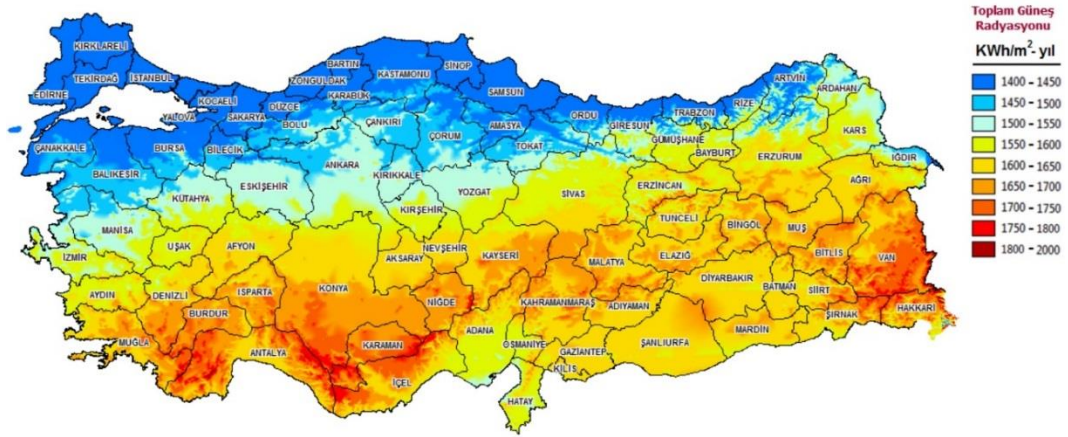 Toplam Güneş
Radyasyonu
KWh/m²- yıl
1400 - 1450
1450 - 1500
1500 - 1550
1550 - 1600
1600 - 1650
1650 - 1700
1700 - 1750
1750 - 1800
1800 - 2000
KIRKLARELİ
TEKİRDAĞ
İSTANBUL
EDİRNE
KOCAELİ
YALOVA
SAKARYA
DÜZCE
ZONGULDAK
BARTIN
KARABÜK
KASTAMONU
SİNOP
SAMSUN
ORDU
GİRESUN
TRABZON
RİZE
ARTVİN
ARDAHAN
ÇANAKKALE
BURSA
BİLECİK
BOLU
ÇANKIRI
ÇORUM
AMASYA
TOKAT
GÜMÜŞHANE
BAYBURT
ERZURUM
KARS
IĞDIR
BALIKEŞİR
KÜTAHYA
ESKİŞEHİR
ANKARA
KIRIKKALE
YOZGAT
SİVAS
ERZİNCAN
AĞRI
MANİSA
İZMİR
UŞAK
AFYON
KIRŞEHİR
NEVŞEHİR
AKSARAY
KAYSERİ
MALATYA
TUNCELİ
ELAZIĞ
BİNGÖL
MUŞ
BİTLİS
VAN
AYDIN
DENİZLİ
ISPARTA
BURDUR
KONYA
NİĞDE
KAHRAMANMARAŞ
ADIYAMAN
DİYARBAKIR
BATMAN
SİİRT
ŞIRNAK
HAKKARİ
MUĞLA
ANTALYA
KARAMAN
İÇEL
ADANA
OSMANİYE
GAZİANTEP
KİLİS
ŞANLIURFA
MARDİN
HATAY